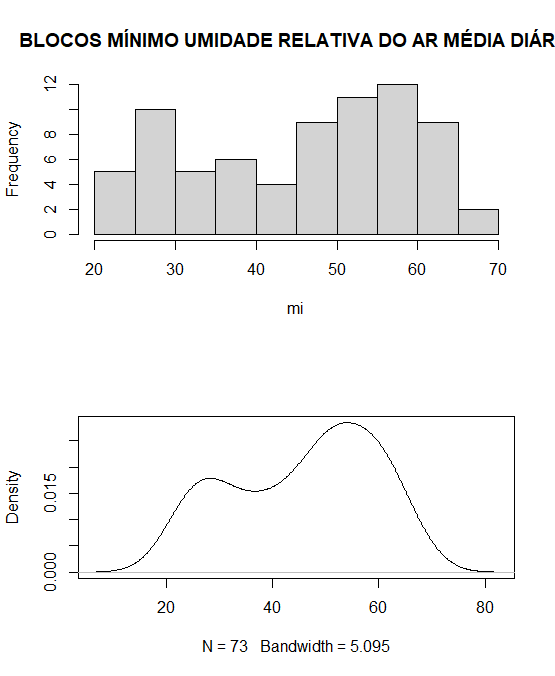 BLOCOS MÍNIMO UMIDADE RELATIVA DO AR MÉDIA DIÁR
Frequency
12
8
6
4
2
0
20 30 40 50 60 70
mi
Density
0.015
0.000
20 40 60 80
N = 73 Bandwidth = 5.095